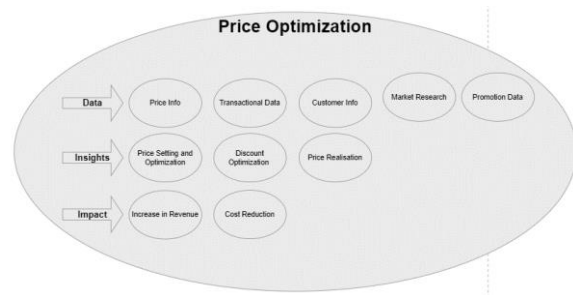 Price Optimization
Data
Price Info
Transactional Data
Customer Info
Market Research
Promotion Data
Insights
Price Setting and
Optimization
Discount
Optimization
Price Realisation
Impact
Increase in Revenue
Cost Reduction